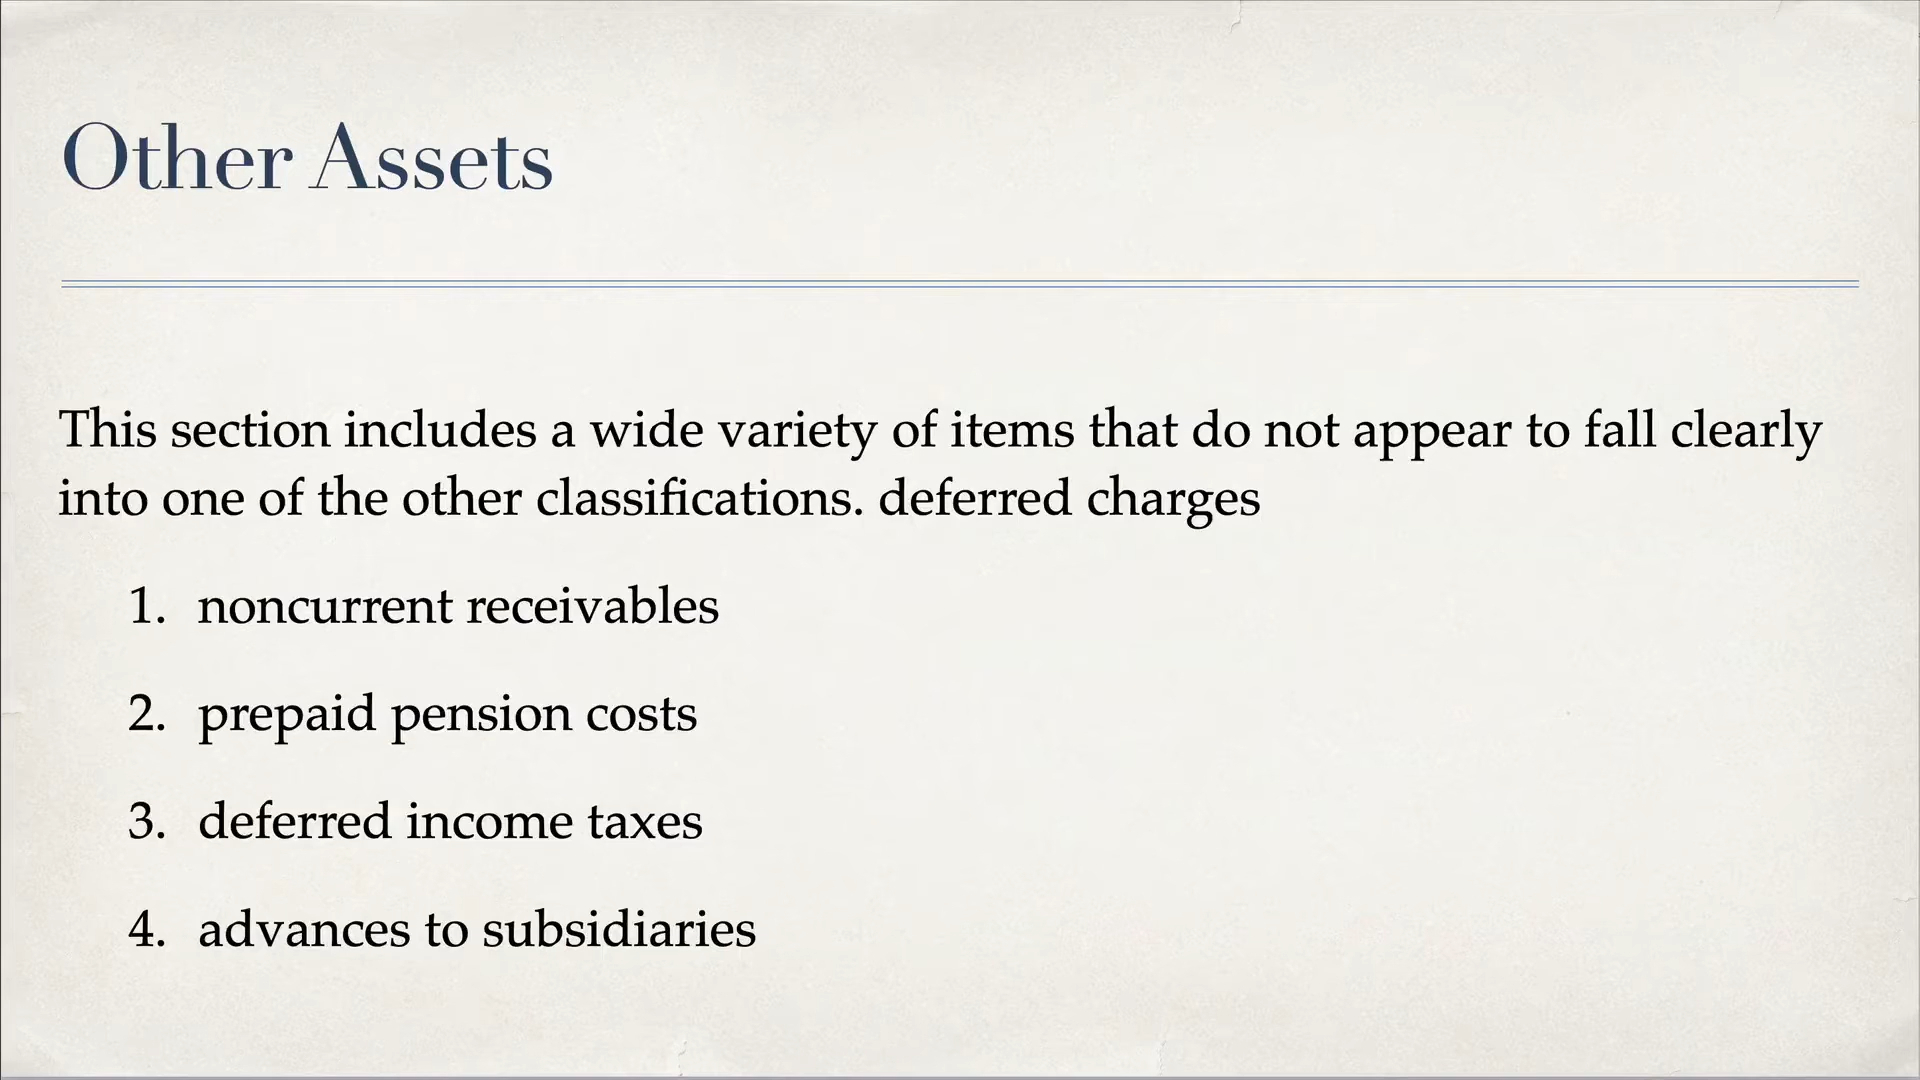 Other Assets
This section includes a wide variety of items that do not appear to fall clearly
into one of the other classifications. deferred charges
1. noncurrent receivables
2. prepaid pension costs
3. deferred income taxes
4. advances to subsidiaries